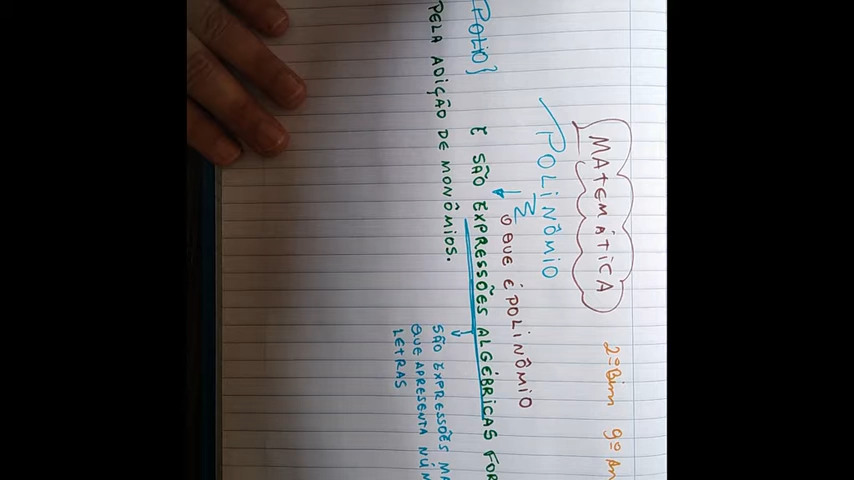 2º Bim 9º An
MATEMÁTICA
POLINÔMIO
O QUE É POLINÔMIO
{POLIO} E SÃO EXPRESSÕES ALGÉBRICAS FOR
PELA ADIÇÃO DE MONÔMIOS.
SÃO EXPRESSÕES MA
QUE APRESENTA NÚM
LETRAS